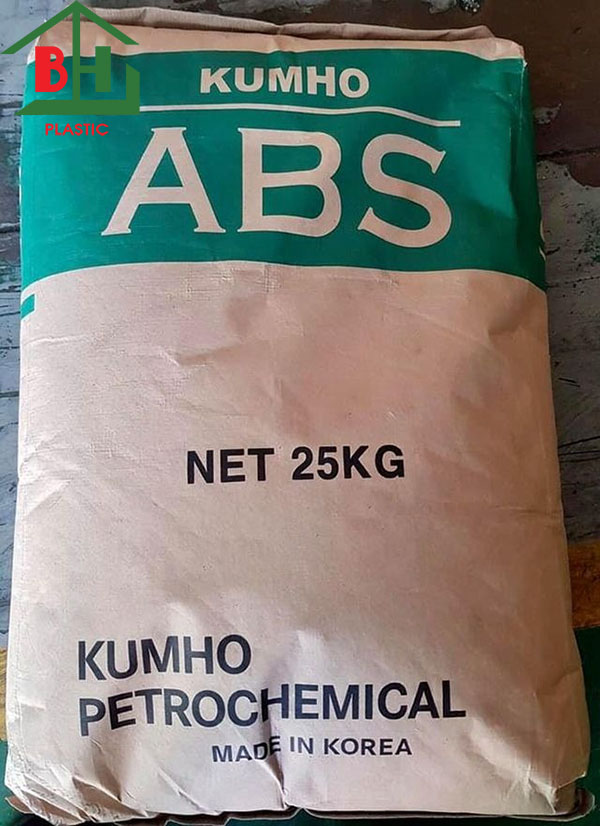 BH
PLASTIC
KUMHO
ABS
NET 25KG
KUMHO
PETROCHEMICAL
MADE IN KOREA